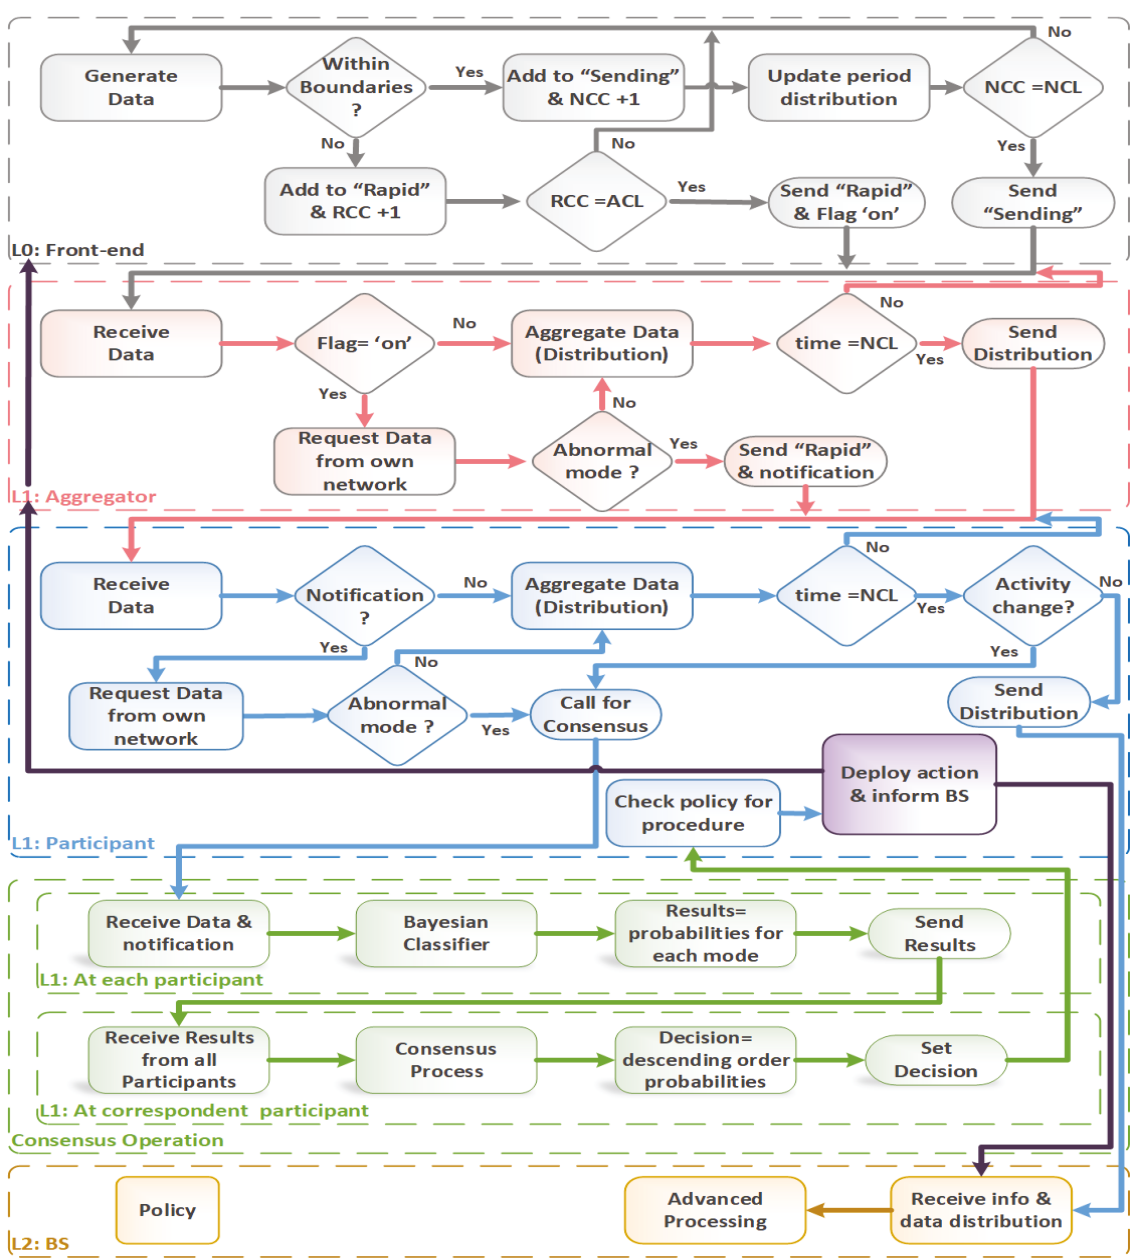 No
Generate
Data
Within
Boundaries
?
Yes
Add to “Sending”
& NCC +1
Update period
distribution
NCC =NCL
No
No
Yes
Add to “Rapid”
& RCC +1
RCC =ACL
Yes
Send “Rapid”
& Flag ‘on’
Send
“Sending”
L0: Front-end
Receive
Data
Flag= ‘on’
No
Aggregate Data
(Distribution)
time =NCL
No
Yes
Send
Distribution
Yes
No
Request Data
from own
network
Abnormal
mode ?
Yes
Send “Rapid”
& notification
L1: Aggregator
Receive
Data
Notification
?
No
Aggregate Data
(Distribution)
time =NCL
No
Yes
Activity
change?
No
Yes
No
Yes
Request Data
from own
network
Abnormal
mode ?
Yes
Call for
Consensus
Send
Distribution
Deploy action
& inform BS
Check policy for
procedure
L1: Participant
Receive Data &
notification
Bayesian
Classifier
Results=
probabilities for
each mode
Send
Results
L1: At each participant
Receive Results
from all
Participants
Consensus
Process
Decision=
descending order
probabilities
Set
Decision
L1: At correspondent participant
Consensus Operation
Policy
Advanced
Processing
Receive info &
data distribution
L2: BS